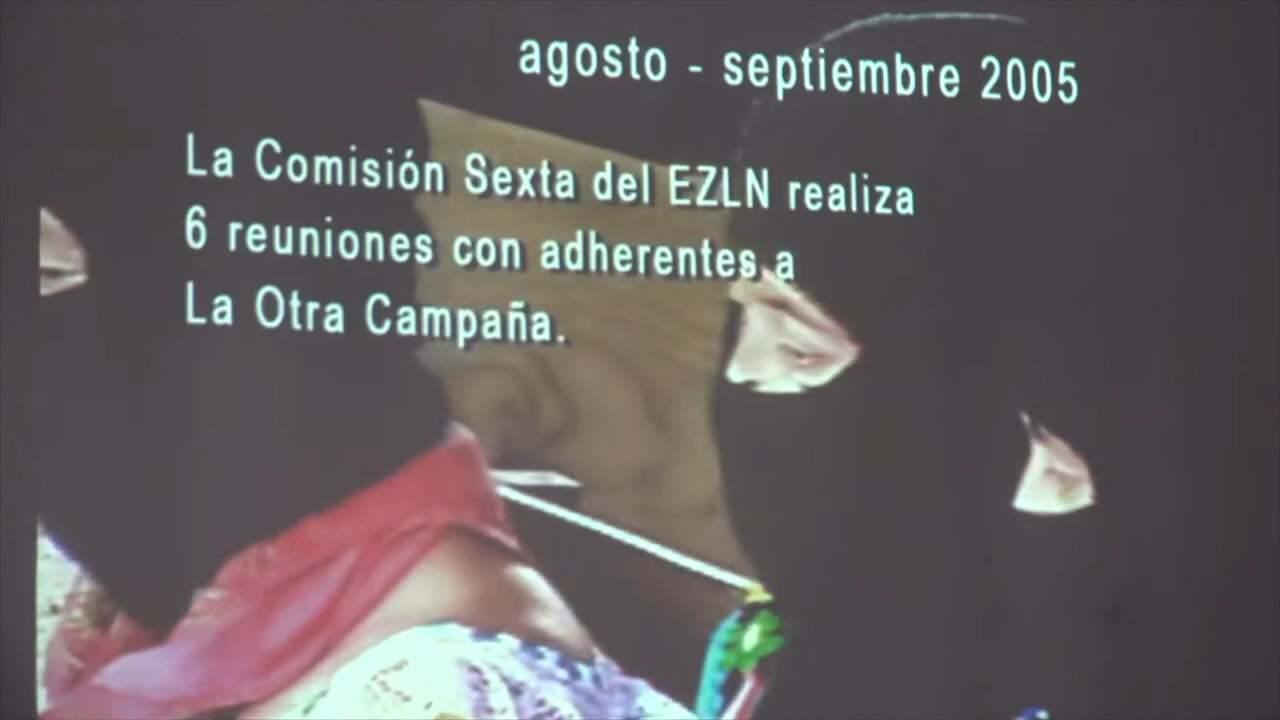 agosto - septiembre 2005
La Comisión Sexta del EZLN realiza
6 reuniones con adherentes a
La Otra Campaña.